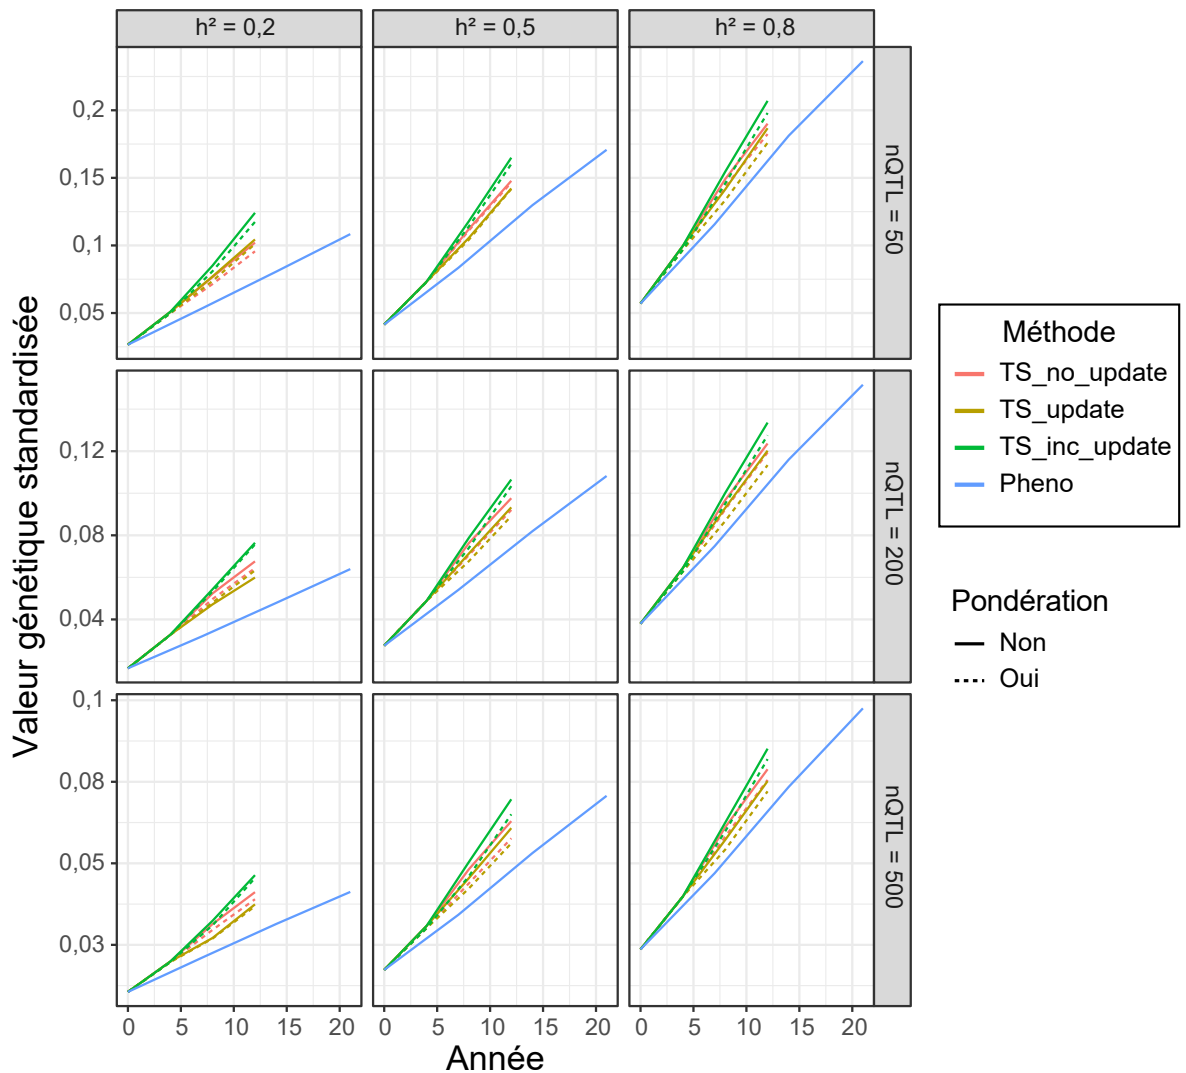 h² = 0,2
h² = 0,5
h² = 0,8
0,2
0,15
0,1
0,05
nQTL = 50
0,12
0,08
0,04
nQTL = 200
0,1
0,08
0,05
0,03
nQTL = 500
0 5 10 15 20
0 5 10 15 20
0 5 10 15 20
Année
Valeur génétique standardisée
Méthode
TS_no_update
TS_update
TS_inc_update
Pheno
Pondération
Non
Oui